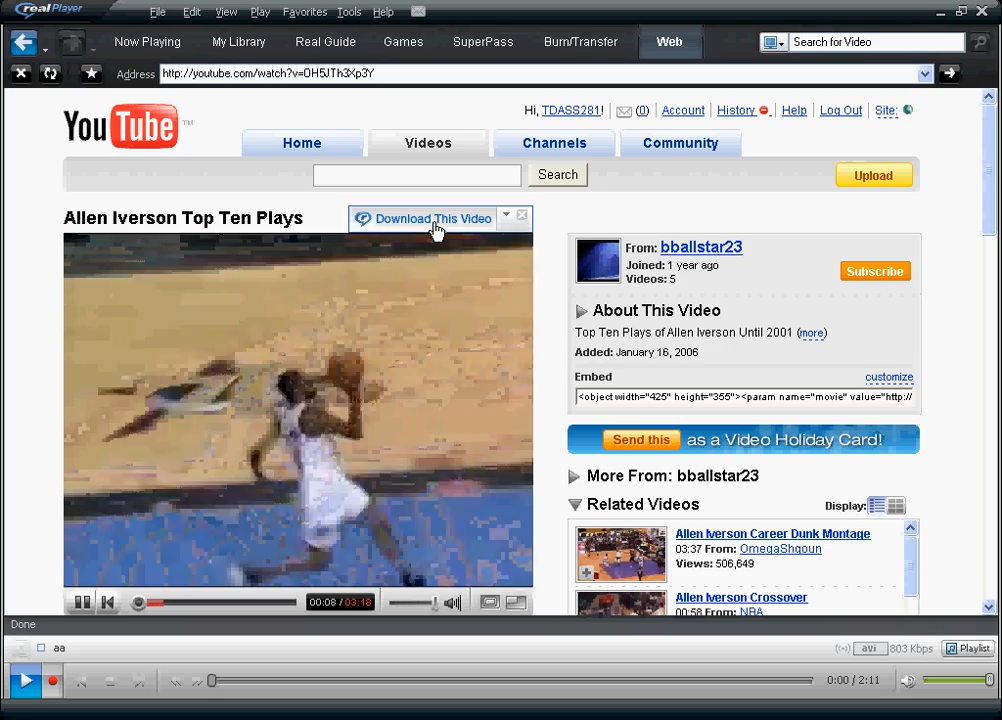 realPlayer
File Edit View Play Favorites Tools Help
Now Playing My Library Real Guide Games SuperPass Burn/Transfer Web Search for Video
Address http://youtube.com/watch?v=OH5JTh3Xp3Y
YouTube TM
Hi, TDASS281! (0) Account History Help Log Out Site:
Home Videos Channels Community
Search Upload
Allen Iverson Top Ten Plays
Download This Video
From: bballstar23
Joined: 1 year ago
Videos: 5
Subscribe
About This Video
Top Ten Plays of Allen Iverson Until 2001 (more)
Added: January 16, 2006
Embed customize
<object width="425" height="355"><param name="movie" value="http://
Send this as a Video Holiday Card!
More From: bballstar23
Related Videos Display:
Allen Iverson Career Dunk Montage
03:37 From: OmegaShqoun
Views: 506,649
Allen Iverson Crossover
00:58 From: NBA
00:08 / 03:18
Done
aa avi 803 Kbps Playlist
0:00 / 2:11